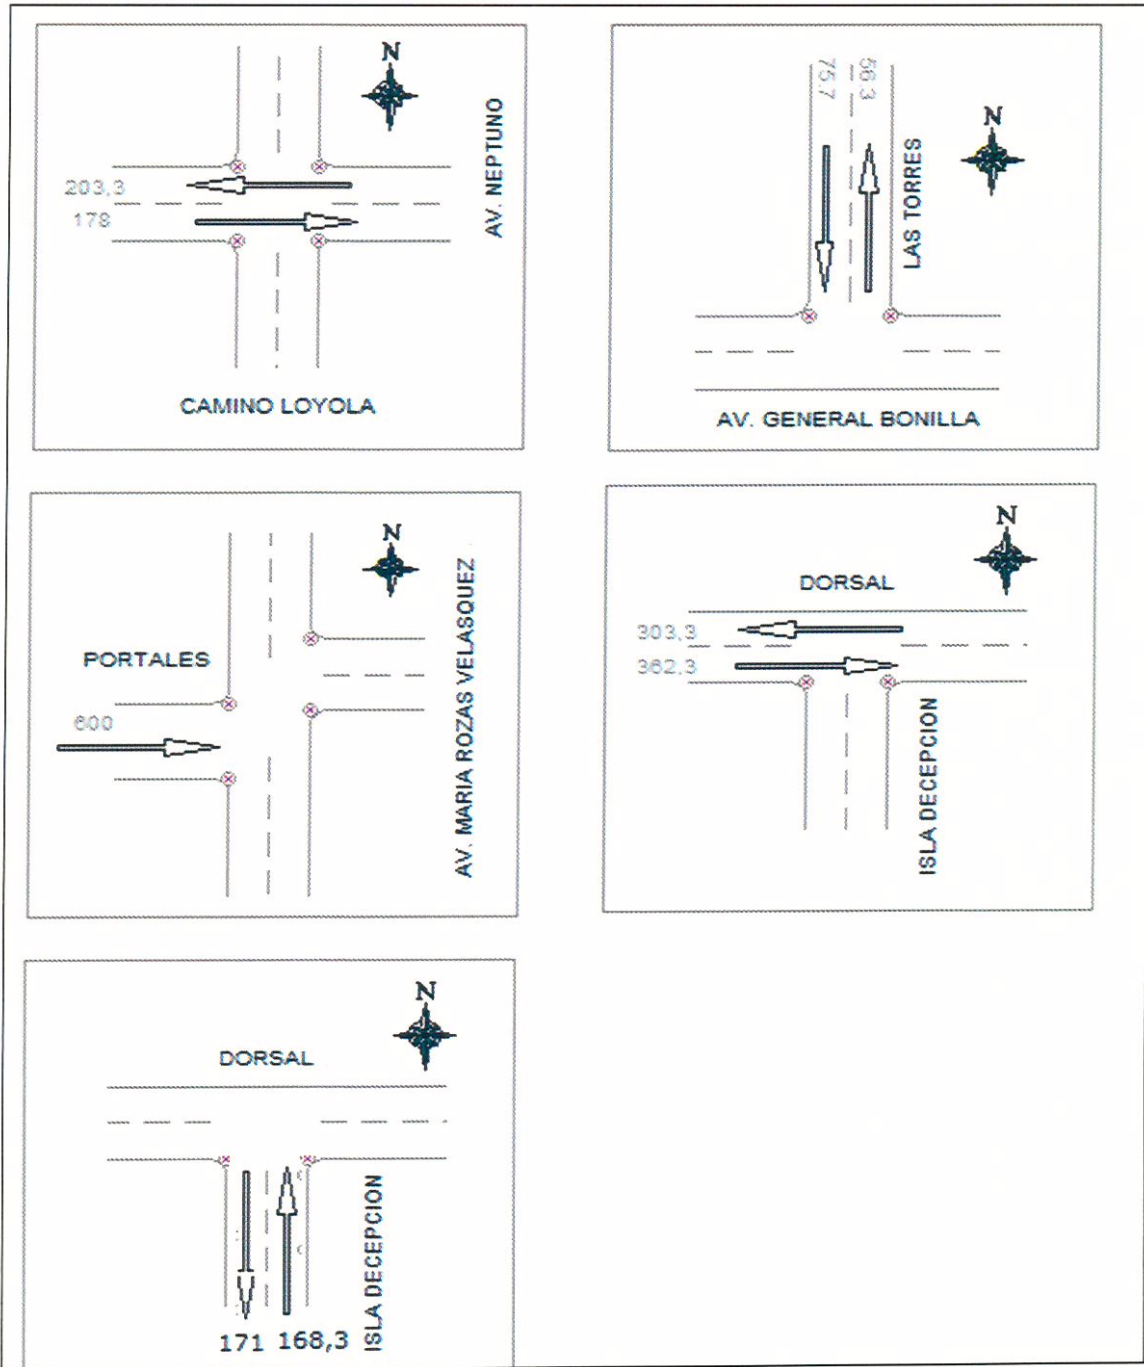 N
AV. NEPTUNO
203,3
178
CAMINO LOYOLA
75,7
56,3
N
LAS TORRES
AV. GENERAL BONILLA
N
PORTALES
600
AV. MARIA ROZAS VELASQUEZ
N
DORSAL
303,3
362,3
ISLA DECEPCION
N
DORSAL
ISLA DECEPCION
171 168,3